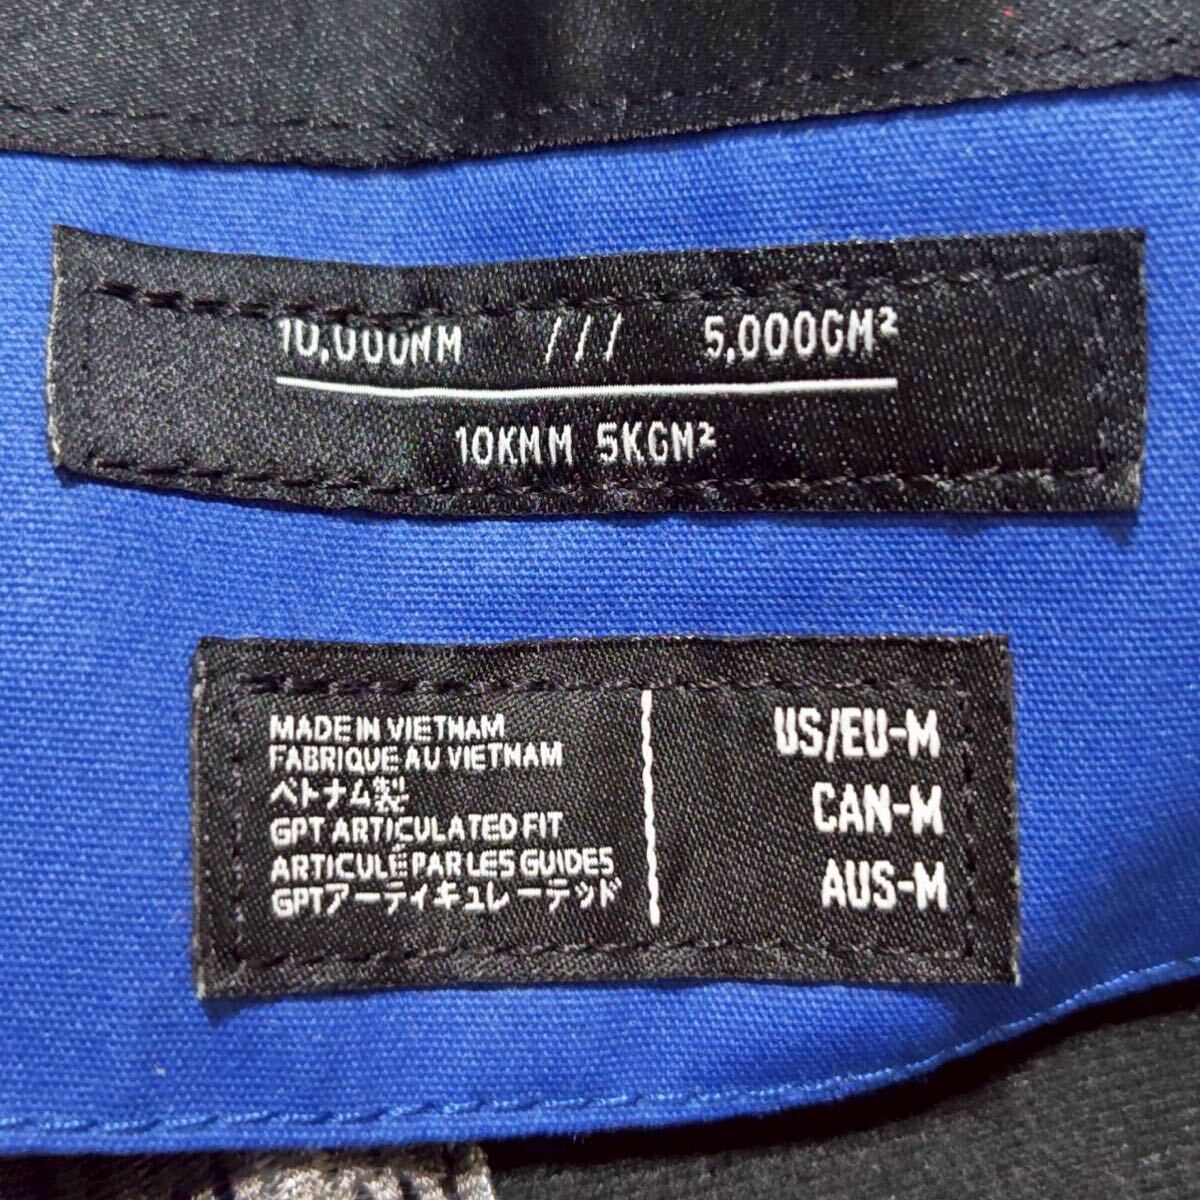 10,000MM /// 5,000GM²
10KMM 5KGM²
MADE IN VIETNAM
FABRIQUE AU VIETNAM
ベトナム製
GPT ARTICULATED FIT
ARTICULÉ PAR LES GUIDES
GPTアーティキュレーテッド
US/EU-M
CAN-M
AUS-M